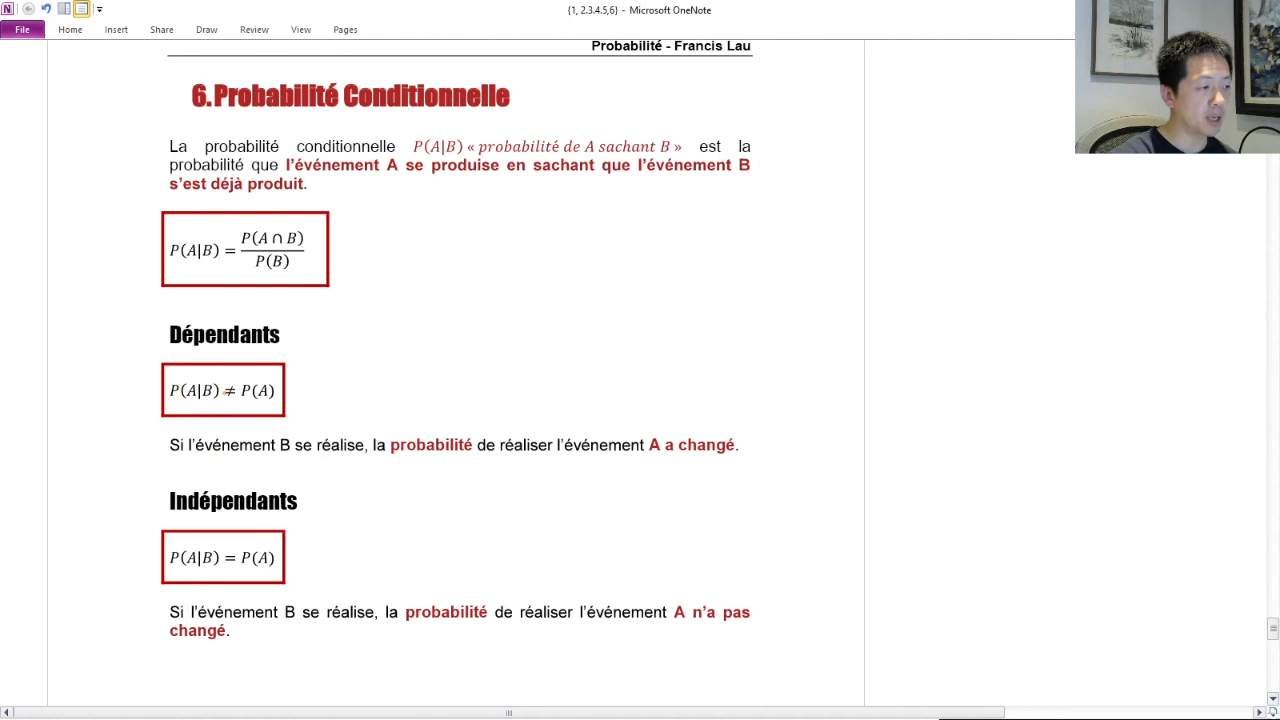 {1, 2.3.4.5,6} - Microsoft OneNote
File Home Insert Share Draw Review View Pages
Probabilité - Francis Lau
6. Probabilité Conditionnelle
La probabilité conditionnelle P(A|B) « probabilité de A sachant B » est la
probabilité que l'événement A se produise en sachant que l'événement B
s'est déjà produit.
P(A|B) = P(A ∩ B) / P(B)
Dépendants
P(A|B) ≠ P(A)
Si l'événement B se réalise, la probabilité de réaliser l'événement A a changé.
Indépendants
P(A|B) = P(A)
Si l'événement B se réalise, la probabilité de réaliser l'événement A n'a pas
changé.